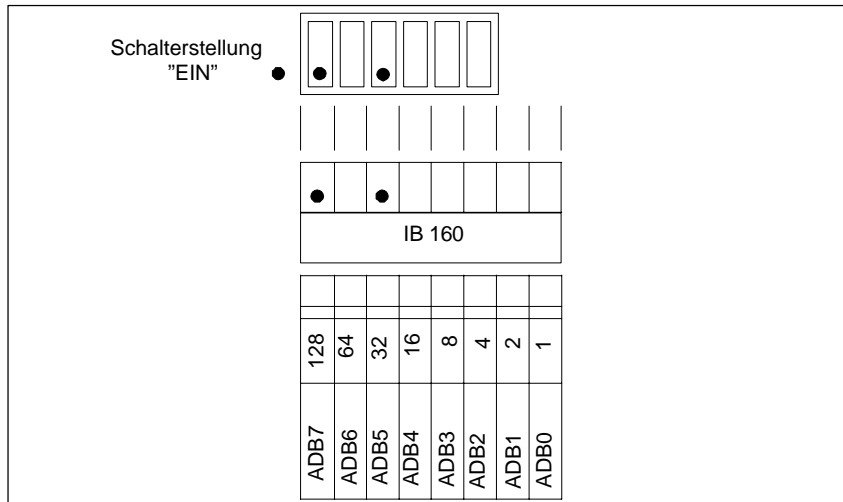 Schalterstellung
”EIN”
IB 160
128 64 32 16 8 4 2 1
ADB7 ADB6 ADB5 ADB4 ADB3 ADB2 ADB1 ADB0